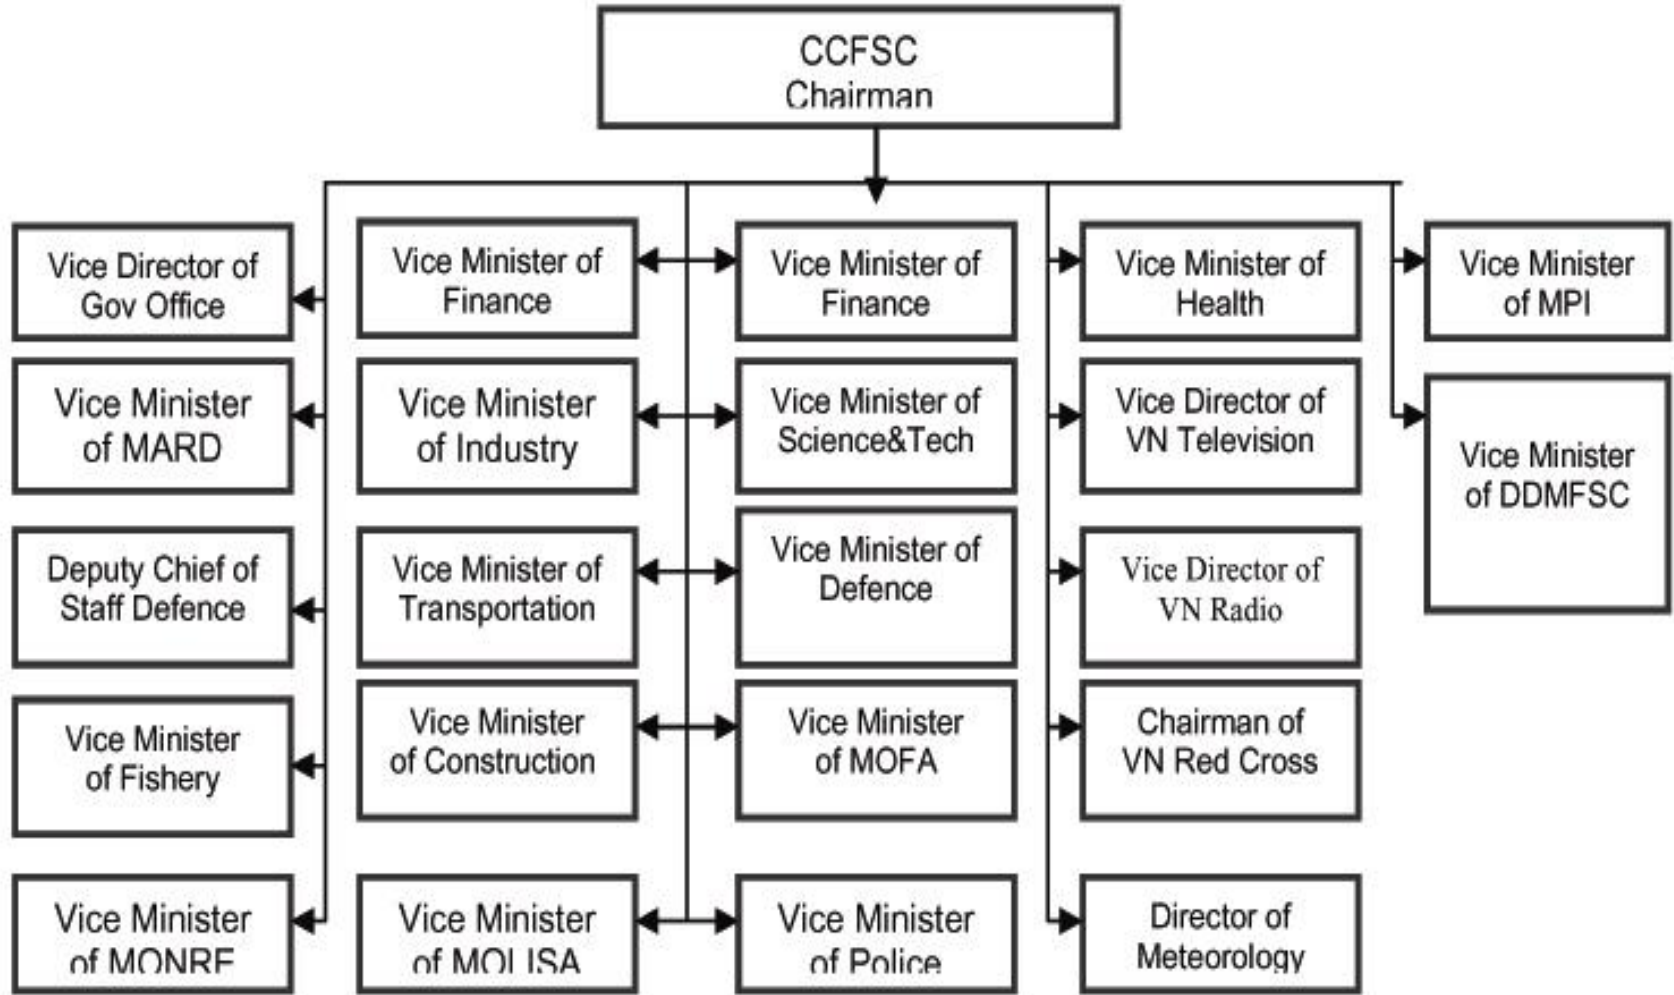 CCFSC
Chairman
Vice Director of
Gov Office
Vice Minister of
Finance
Vice Minister of
Finance
Vice Minister of
Health
Vice Minister
of MPI
Vice Minister
of MARD
Vice Minister
of Industry
Vice Minister of
Science&Tech
Vice Director of
VN Television
Vice Minister
of DDMFSC
Deputy Chief of
Staff Defence
Vice Minister of
Transportation
Vice Minister of
Defence
Vice Director of
VN Radio
Vice Minister
of Fishery
Vice Minister
of Construction
Vice Minister
of MOFA
Chairman of
VN Red Cross
Vice Minister
of MONRE
Vice Minister
of MOLISA
Vice Minister
of Police
Director of
Meteorology